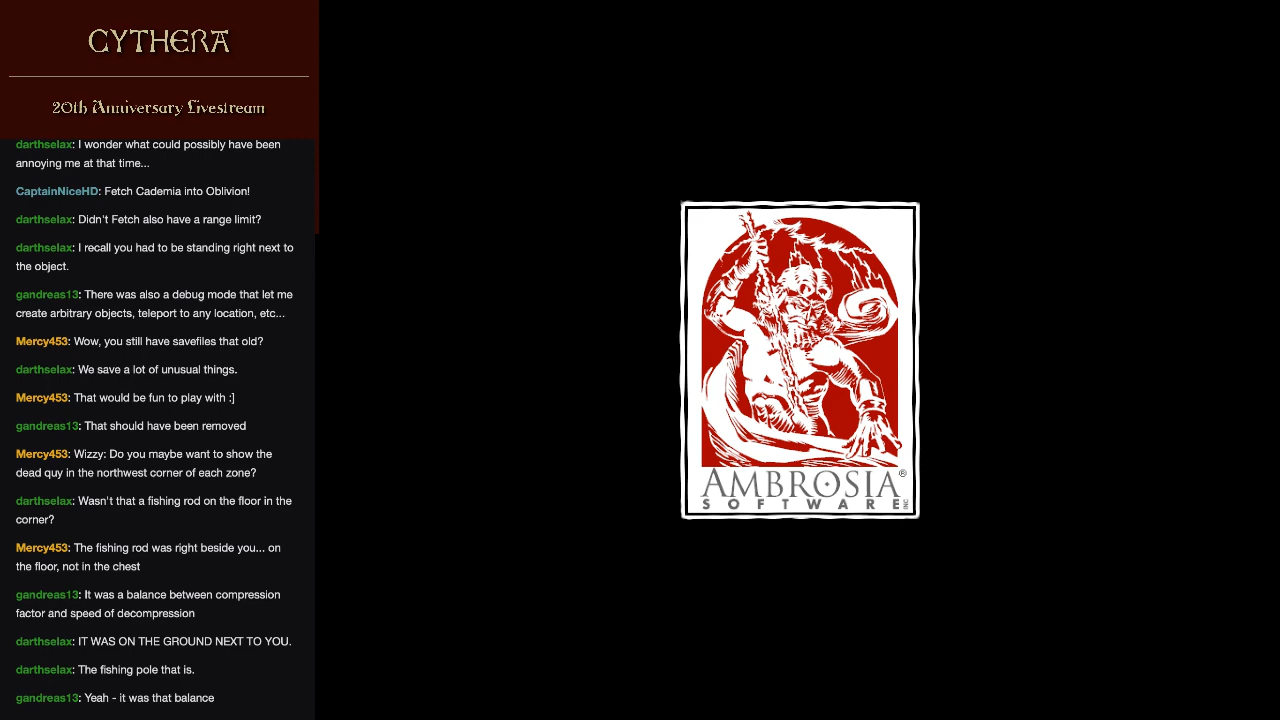 CYTHERA
20th Anniversary Livestream
darthselax: I wonder what could possibly have been
annoying me at that time...
CaptainNiceHD: Fetch Cademia into Oblivion!
darthselax: Didn't Fetch also have a range limit?
darthselax: I recall you had to be standing right next to
the object.
gandreas13: There was also a debug mode that let me
create arbitrary objects, teleport to any location, etc...
Mercy453: Wow, you still have savefiles that old?
darthselax: We save a lot of unusual things.
Mercy453: That would be fun to play with :]
gandreas13: That should have been removed
Mercy453: Wizzy: Do you maybe want to show the
dead quy in the northwest corner of each zone?
darthselax: Wasn't that a fishing rod on the floor in the
corner?
Mercy453: The fishing rod was right beside you... on
the floor, not in the chest
gandreas13: It was a balance between compression
factor and speed of decompression
darthselax: IT WAS ON THE GROUND NEXT TO YOU.
darthselax: The fishing pole that is.
gandreas13: Yeah - it was that balance
AMBROSIA®
SOFTWARE INC